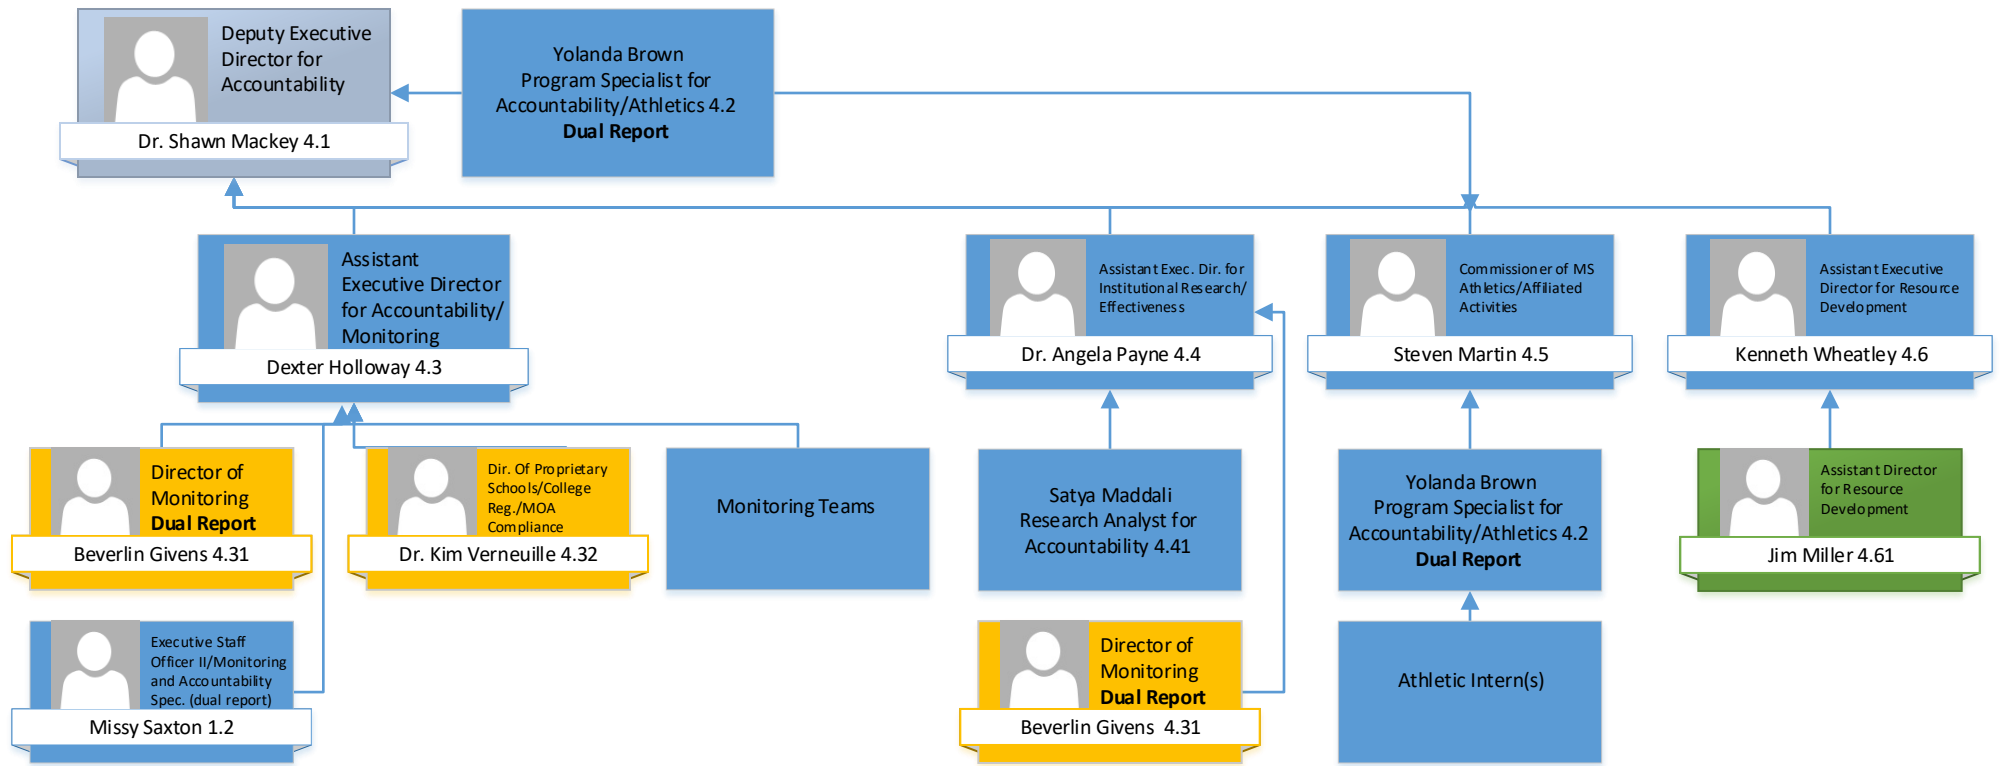 Deputy Executive
Director for
Accountability
Dr. Shawn Mackey 4.1
Yolanda Brown
Program Specialist for
Accountability/Athletics 4.2
Dual Report
Assistant
Executive Director
for Accountability/
Monitoring
Dexter Holloway 4.3
Assistant Exec. Dir. for
Institutional Research/
Effectiveness
Dr. Angela Payne 4.4
Commissioner of MS
Athletics/Affiliated
Activities
Steven Martin 4.5
Assistant Executive
Director for Resource
Development
Kenneth Wheatley 4.6
Director of
Monitoring
Dual Report
Beverlin Givens 4.31
Dir. Of Proprietary
Schools/College
Reg./MOA
Compliance
Dr. Kim Verneuille 4.32
Monitoring Teams
Satya Maddali
Research Analyst for
Accountability 4.41
Yolanda Brown
Program Specialist for
Accountability/Athletics 4.2
Dual Report
Assistant Director
for Resource
Development
Jim Miller 4.61
Executive Staff
Officer II/Monitoring
and Accountability
Spec. (dual report)
Missy Saxton 1.2
Director of
Monitoring
Dual Report
Beverlin Givens 4.31
Athletic Intern(s)